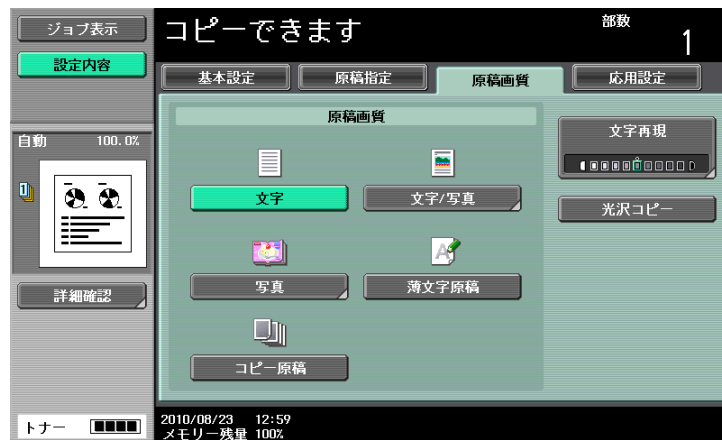 ジョブ表示
コピーできます
部数
1
設定内容
基本設定
原稿指定
原稿画質
応用設定
原稿画質
自動 100.0%
文字再現
1
文字
文字/写真
光沢コピー
写真
薄文字原稿
詳細確認
コピー原稿
トナー
2010/08/23 12:59
メモリー残量 100%